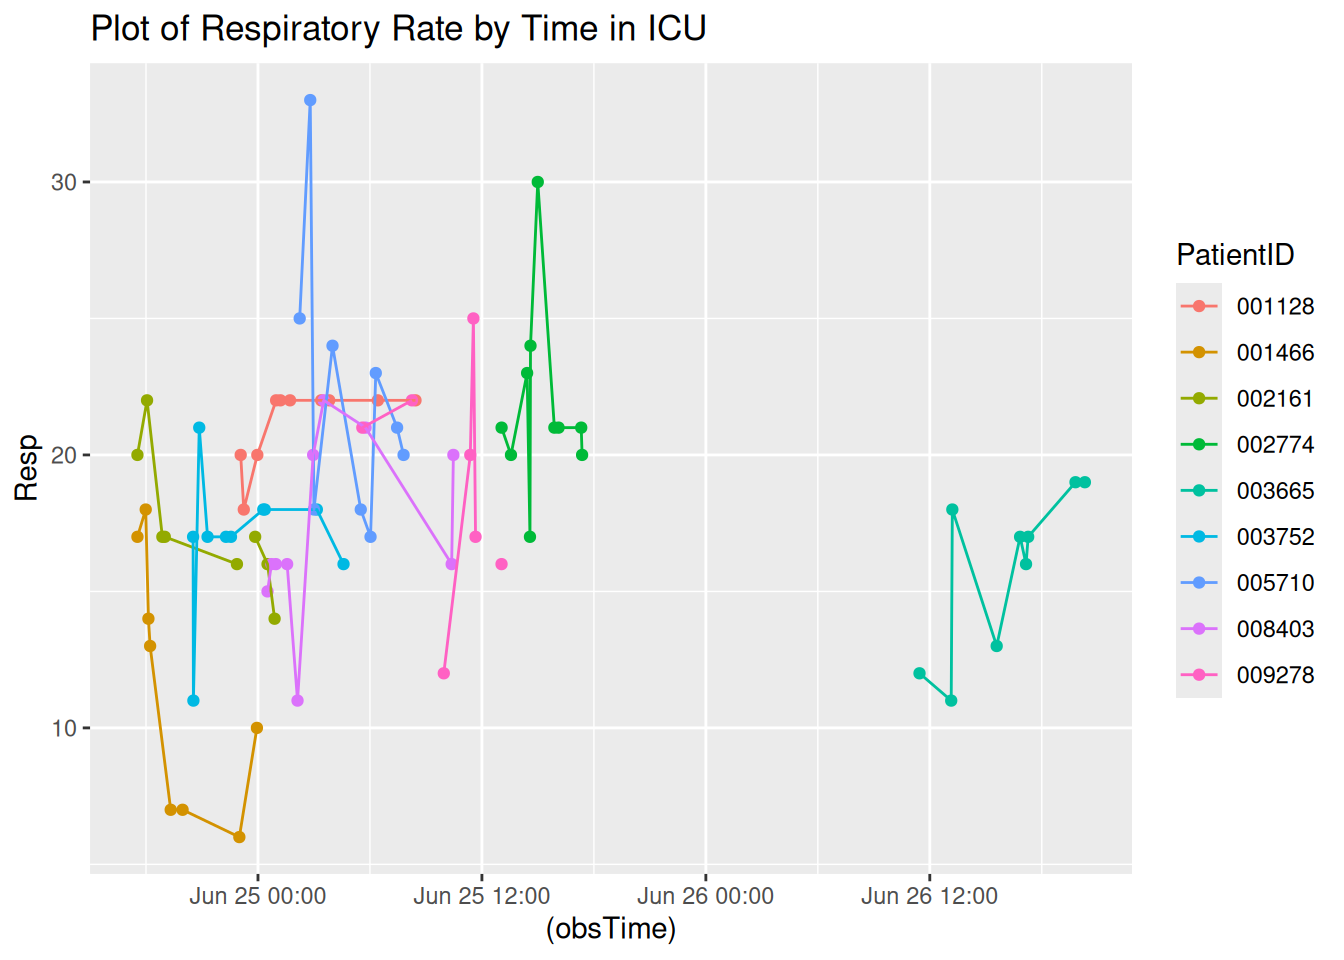 Plot of Respiratory Rate by Time in ICU
30
20
10
Resp
Jun 25 00:00
Jun 25 12:00
Jun 26 00:00
Jun 26 12:00
(obsTime)
PatientID
001128
001466
002161
002774
003665
003752
005710
008403
009278